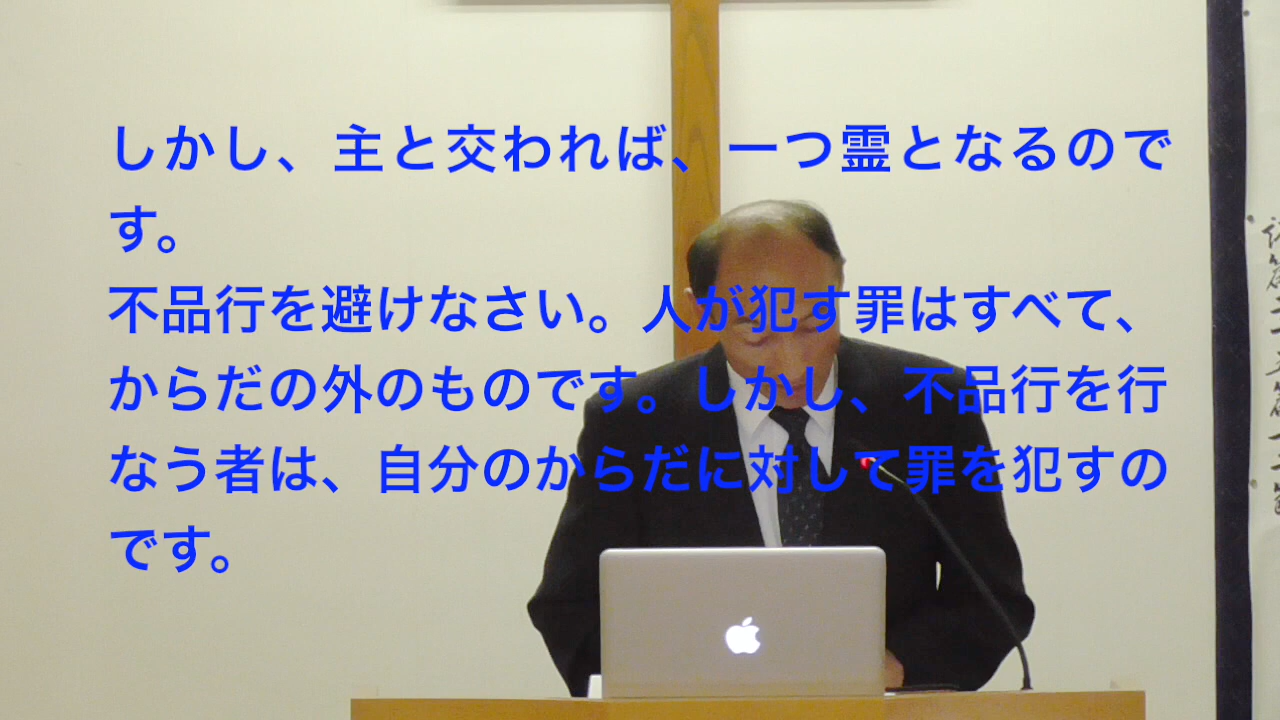 しかし、主と交われば、一つ霊となるので
す。
不品行を避けなさい。人が犯す罪はすべて、
からだの外のものです。しかし、不品行を行
なう者は、自分のからだに対して罪を犯すの
です。